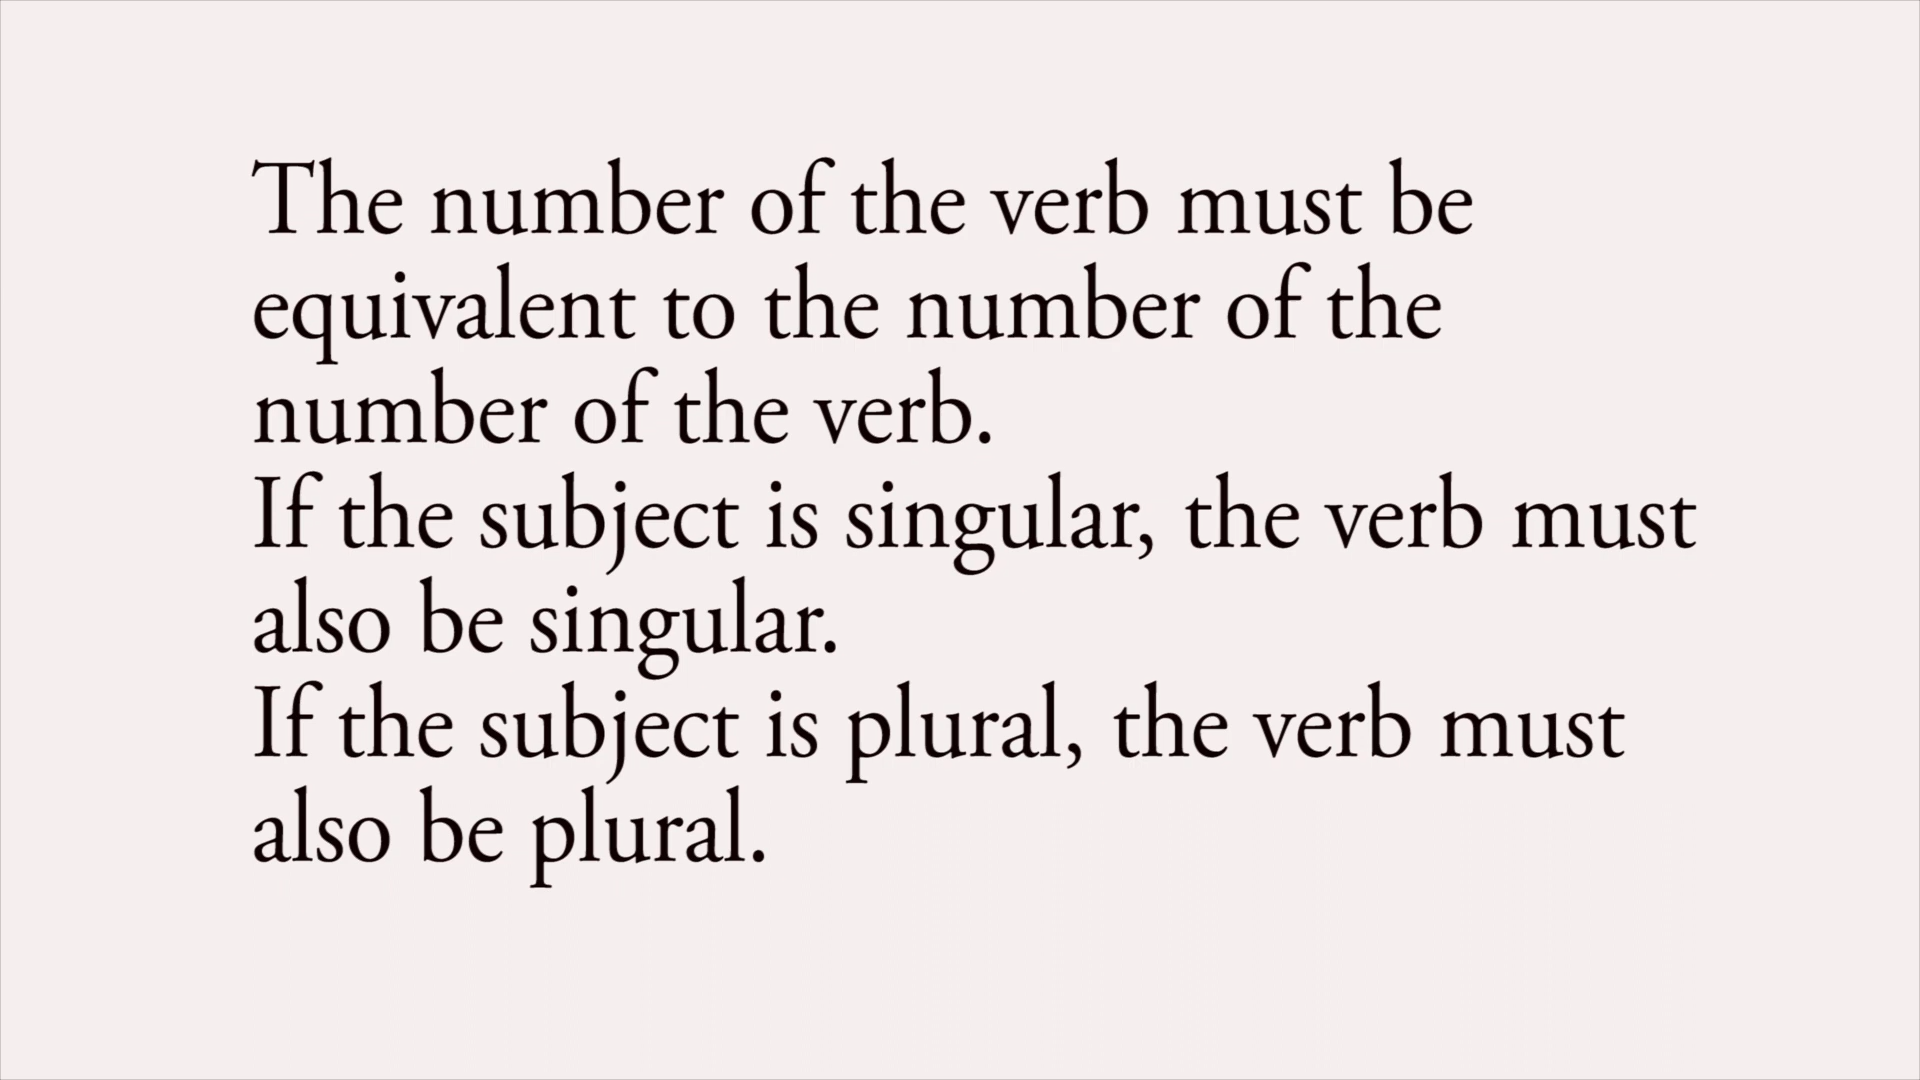 The number of the verb must be
equivalent to the number of the
number of the verb.
If the subject is singular, the verb must
also be singular.
If the subject is plural, the verb must
also be plural.